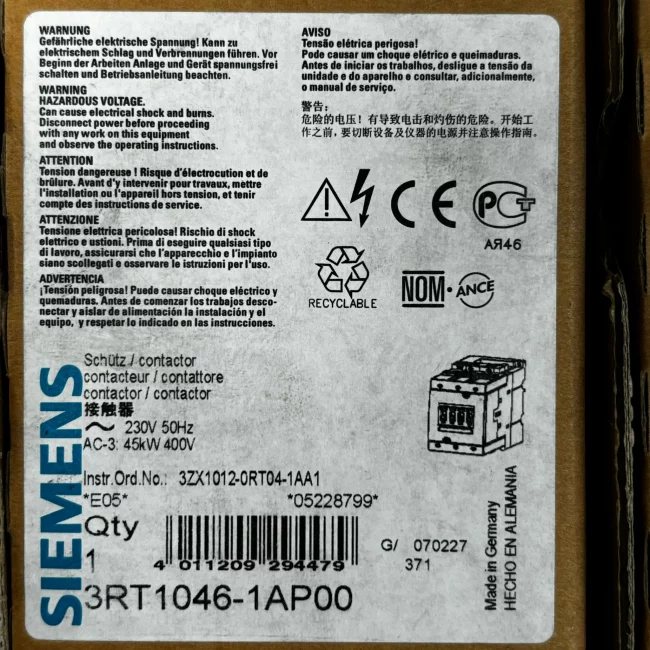 WARNUNG
Gefährliche elektrische Spannung! Kann zu
elektrischem Schlag und Verbrennungen führen. Vor
Beginn der Arbeiten Anlage und Gerät spannungsfrei
schalten und Betriebsanleitung beachten.
WARNING
HAZARDOUS VOLTAGE.
Can cause electrical shock and burns.
Disconnect power before proceeding
with any work on this equipment
and observe the operating instructions.
ATTENTION
Tension dangereuse ! Risque d'électrocution et de
brûlure. Avant d'y intervenir pour travaux, mettre
l'installation ou l'appareil hors tension, et tenir
compte des instructions de service.
ATTENZIONE
Tensione elettrica pericolosa! Rischio di shock
elettrico e ustioni. Prima di eseguire qualsiasi tipo
di lavoro, assicurarsi che l'apparecchio e l'impianto
siano scollegati e osservare le istruzioni per l'uso.
ADVERTENCIA
¡Tensión peligrosa! Puede causar choque eléctrico y
quemaduras. Antes de comenzar los trabajos desco-
nectar y aislar de alimentación la instalación y el
equipo, y respetar lo indicado en las instrucciones.
AVISO
Tensão elétrica perigosa!
Pode causar um choque elétrico e queimaduras.
Antes de iniciar os trabalhos, desligue a tensão da
unidade e do aparelho e consultar, adicionalmente,
o manual de serviço.
警告:
危险的电压! 有导致电击和灼伤的危险。开始工
作之前,要切断设备及仪器的电源并注意操作指南。
CE
PCT
АЯ46
RECYCLABLE
NOM
ANCE
SIEMENS
Schütz / contactor
contacteur / contattore
contactor / contactor
接触器
~ 230V 50Hz
AC-3: 45kW 400V
Instr.Ord.No.: 3ZX1012-0RT04-1AA1
*E05* *05228799*
Qty
1
4 011209 294479
G/ 070227
371
3RT1046-1AP00
Made in Germany
HECHO EN ALEMANIA